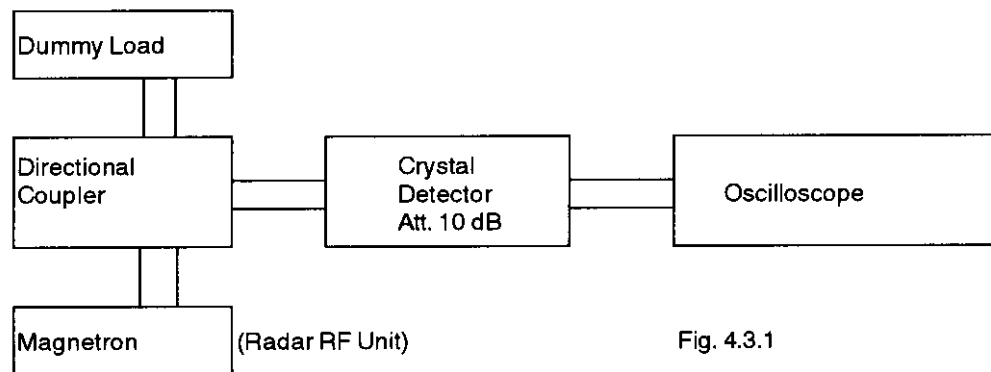 Dummy Load
Directional
Coupler
Crystal
Detector
Att. 10 dB
Oscilloscope
Magnetron
(Radar RF Unit)
Fig. 4.3.1